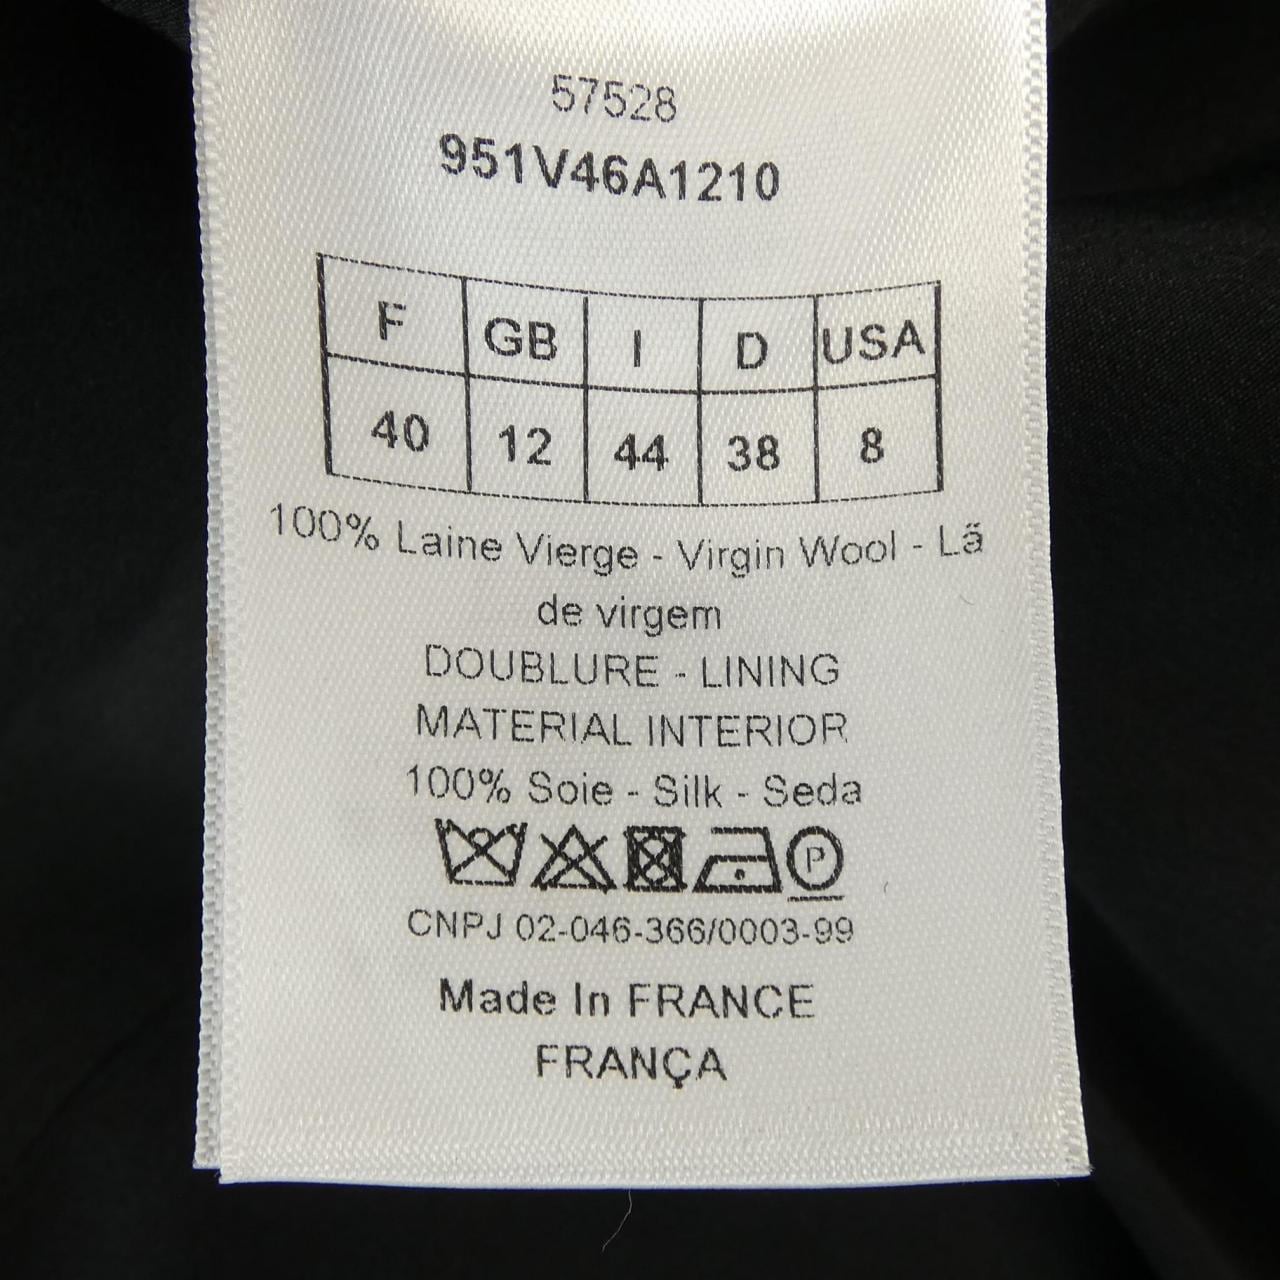 57528
951V46A1210
F GB I D USA
40 12 44 38 8
100% Laine Vierge - Virgin Wool - Lã
de virgem
DOUBLURE - LINING
MATERIAL INTERIOR
100% Soie - Silk - Seda
P
CNPJ 02-046-366/0003-99
Made In FRANCE
FRANÇA